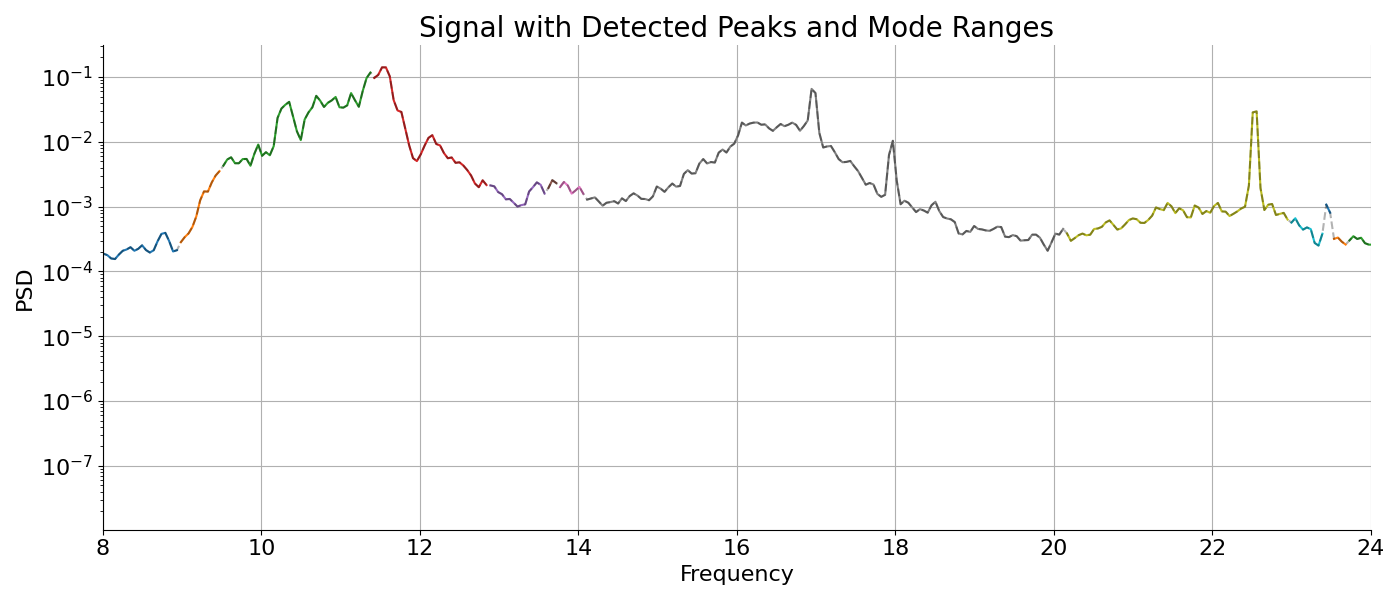 Signal with Detected Peaks and Mode Ranges
PSD
10⁻¹
10⁻²
10⁻³
10⁻⁴
10⁻⁵
10⁻⁶
10⁻⁷
8 10 12 14 16 18 20 22 24
Frequency